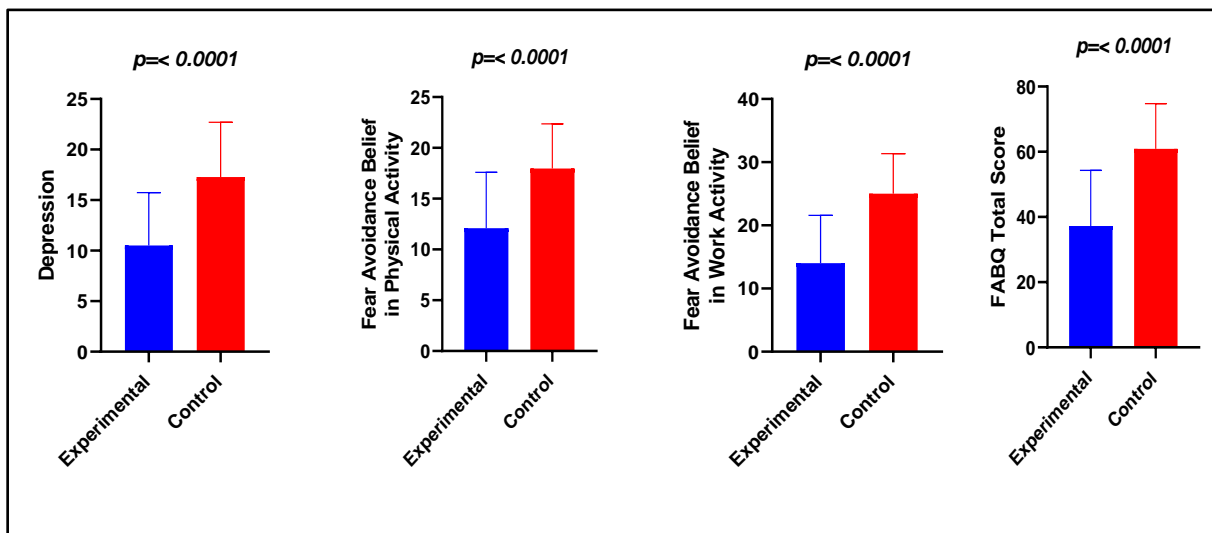 p=< 0.0001
Depression
25
20
15
10
5
0
Experimental
Control
p=< 0.0001
Fear Avoidance Belief
in Physical Activity
25
20
15
10
5
0
Experimental
Control
p=< 0.0001
Fear Avoidance Belief
in Work Activity
40
30
20
10
0
Experimental
Control
p=< 0.0001
FABQ Total Score
80
60
40
20
0
Experimental
Control